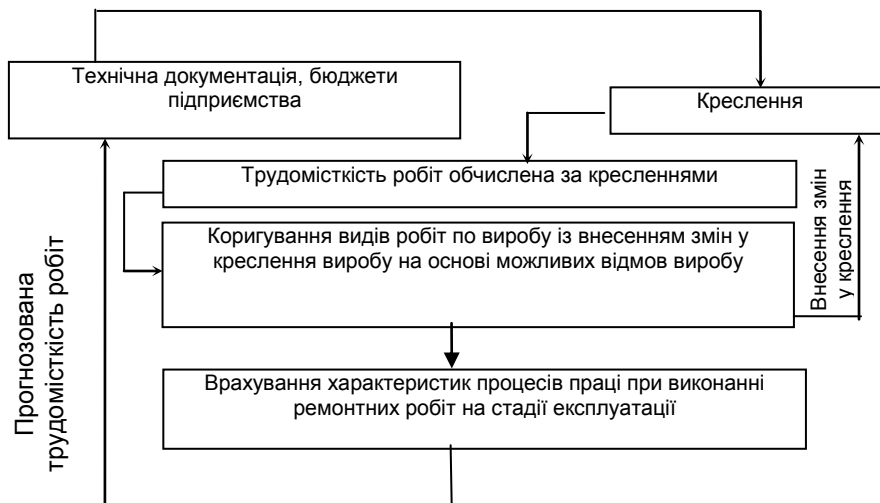 Технічна документація, бюджети
підприємства
Креслення
Трудомісткість робіт обчислена за кресленнями
Коригування видів робіт по виробу із внесенням змін у
креслення виробу на основі можливих відмов виробу
Внесення змін
у креслення
Врахування характеристик процесів праці при виконанні
ремонтних робіт на стадії експлуатації
Прогнозована
трудомісткість робіт